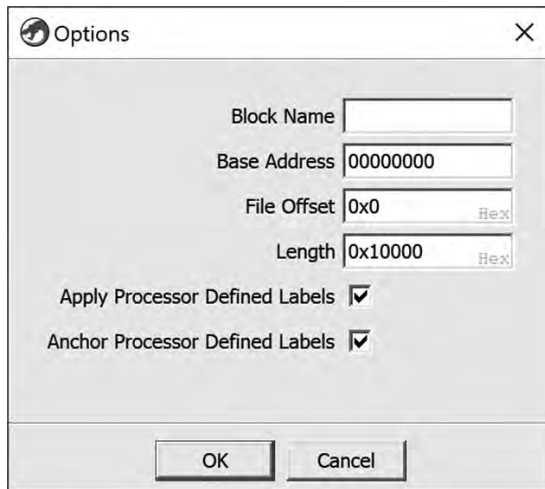 Options
Block Name
Base Address 00000000
File Offset 0x0 Hex
Length 0x10000 Hex
Apply Processor Defined Labels
Anchor Processor Defined Labels
OK Cancel